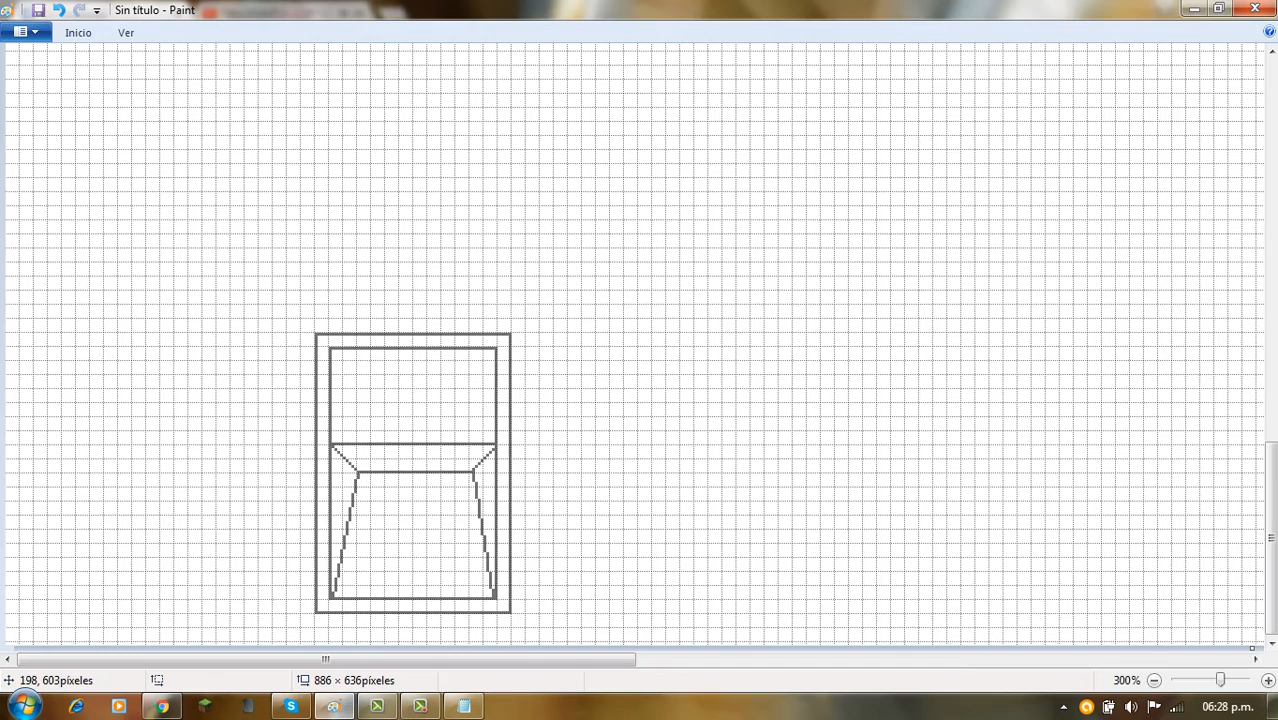 Sin título - Paint
Inicio
Ver
198, 603píxeles
886 × 636píxeles
300%
06:28 p.m.